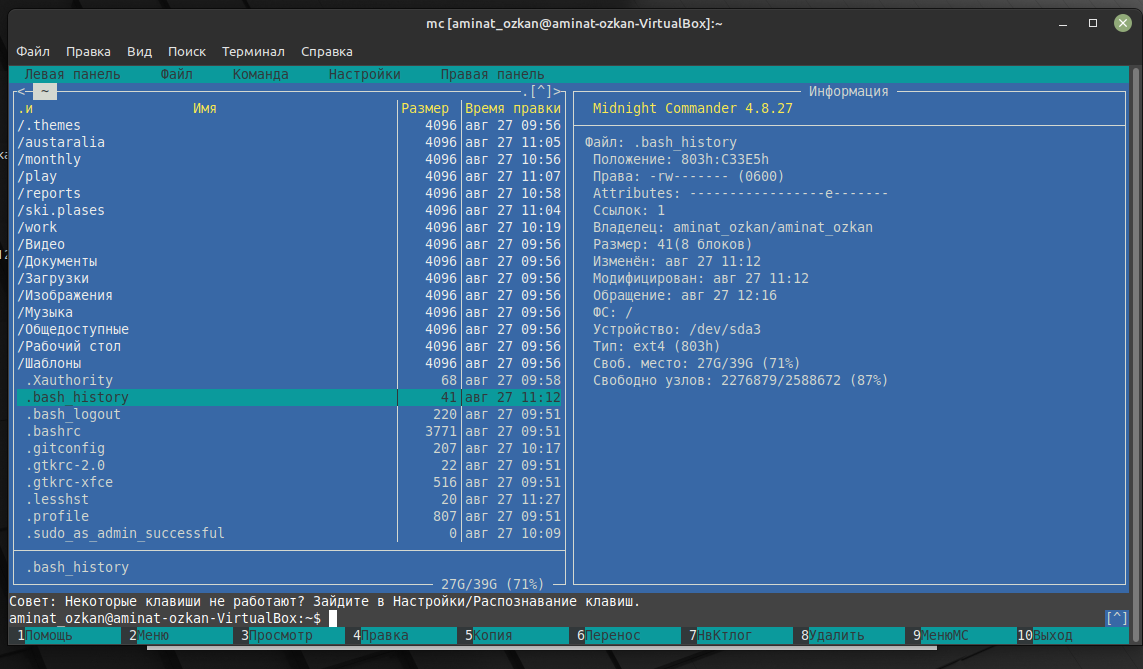 mc [aminat_ozkan@aminat-ozkan-VirtualBox]:~
Файл Правка Вид Поиск Терминал Справка
Левая панель Файл Команда Настройки Правая панель
<─ ~ ─.[^]>
.и Имя Размер Время правки
/.themes 4096 авг 27 09:56
/austaralia 4096 авг 27 11:05
/monthly 4096 авг 27 10:56
/play 4096 авг 27 11:07
/reports 4096 авг 27 10:58
/ski.plases 4096 авг 27 11:04
/work 4096 авг 27 10:19
/Видео 4096 авг 27 09:56
/Документы 4096 авг 27 09:56
/Загрузки 4096 авг 27 09:56
/Изображения 4096 авг 27 09:56
/Музыка 4096 авг 27 09:56
/Общедоступные 4096 авг 27 09:56
/Рабочий стол 4096 авг 27 09:56
/Шаблоны 4096 авг 27 09:56
.Xauthority 68 авг 27 09:58
.bash_history 41 авг 27 11:12
.bash_logout 220 авг 27 09:51
.bashrc 3771 авг 27 09:51
.gitconfig 207 авг 27 10:17
.gtkrc-2.0 22 авг 27 09:51
.gtkrc-xfce 516 авг 27 09:51
.lesshst 20 авг 27 11:27
.profile 807 авг 27 09:51
.sudo_as_admin_successful 0 авг 27 10:09
.bash_history
27G/39G (71%)
Информация
Midnight Commander 4.8.27
Файл: .bash_history
Положение: 803h:C33E5h
Права: -rw------- (0600)
Attributes: -----------------e-------
Ссылок: 1
Владелец: aminat_ozkan/aminat_ozkan
Размер: 41(8 блоков)
Изменён: авг 27 11:12
Модифицирован: авг 27 11:12
Обращение: авг 27 12:16
ФС: /
Устройство: /dev/sda3
Тип: ext4 (803h)
Своб. место: 27G/39G (71%)
Свободно узлов: 2276879/2588672 (87%)
Совет: Некоторые клавиши не работают? Зайдите в Настройки/Распознавание клавиш.
aminat_ozkan@aminat-ozkan-VirtualBox:~$ [^]
1Помощь 2Меню 3Просмотр 4Правка 5Копия 6Перенос 7НвКтлог 8Удалить 9МенюМС 10Выход